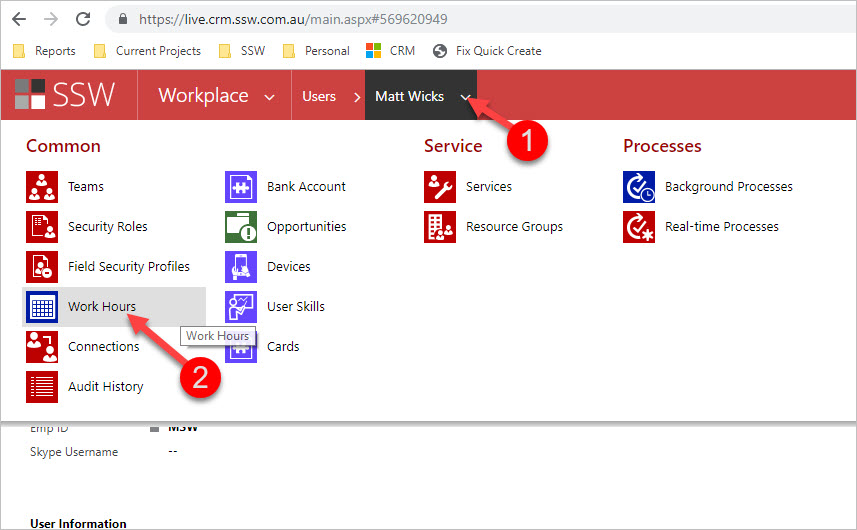 https://live.crm.ssw.com.au/main.aspx#569620949
Reports Current Projects SSW Personal CRM Fix Quick Create
SSW Workplace Users Matt Wicks
1
Common Service Processes
Teams Bank Account Services Background Processes
Security Roles Opportunities Resource Groups Real-time Processes
Field Security Profiles Devices
Work Hours User Skills
Work Hours
Connections Cards
2
Audit History
Emp ID MSW
Skype Username --
User Information